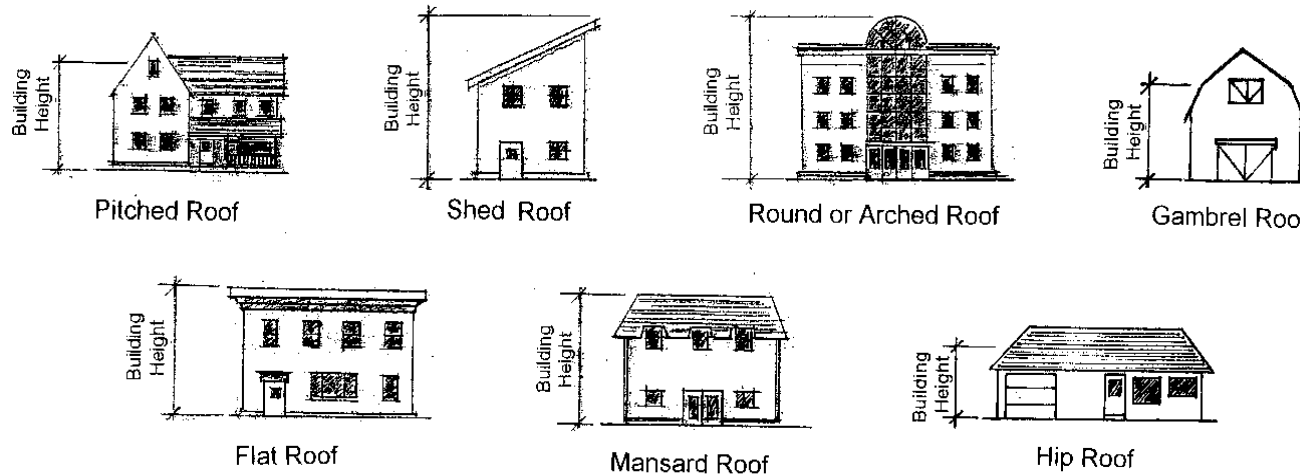 Building
Height
Pitched Roof
Building
Height
Shed Roof
Building
Height
Round or Arched Roof
Building
Height
Gambrel Roo
Building
Height
Flat Roof
Building
Height
Mansard Roof
Building
Height
Hip Roof